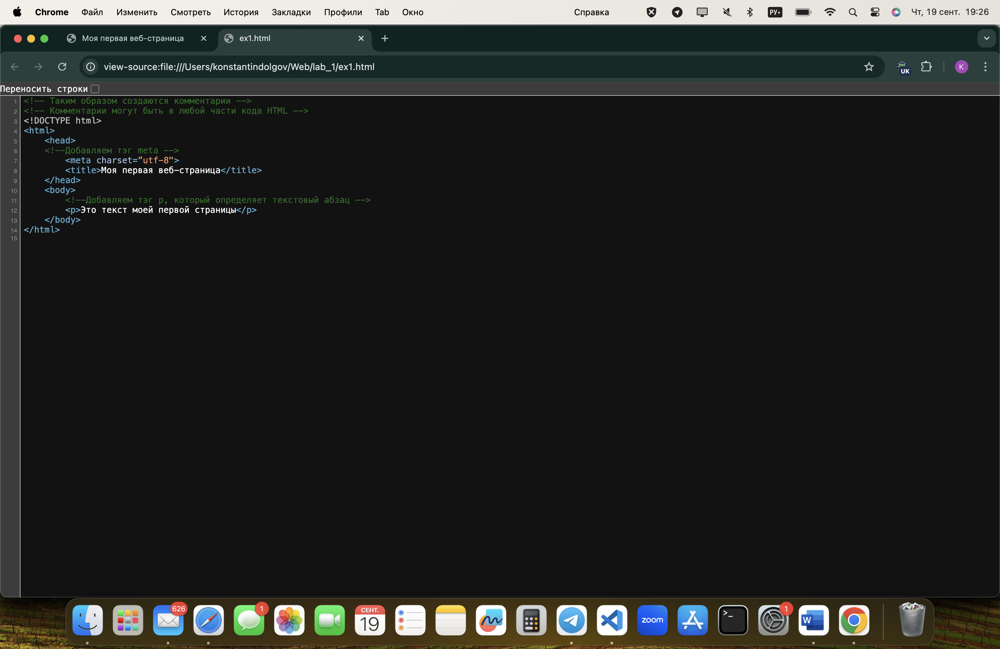 Chrome Файл Изменить Смотреть История Закладки Профили Tab Окно Справка РУ Чт, 19 сент. 19:26
Моя первая веб-страница ex1.html
view-source:file:///Users/konstantindolgov/Web/lab_1/ex1.html UK K
Переносить строки
1 <!-- Таким образом создаются комментарии -->
2 <!-- Комментарии могут быть в любой части кода HTML -->
3 <!DOCTYPE html>
4 <html>
5 <head>
6 <!--Добавляем тэг meta -->
7 <meta charset=”utf-8">
8 <title>Моя первая веб-страница</title>
9 </head>
10 <body>
11 <!--Добавляем тэг p, который определяет текстовый абзац -->
12 <p>Это текст моей первой страницы</p>
13 </body>
14 </html>
15
626 1 СЕНТ. 19 zoom >_ 1 W